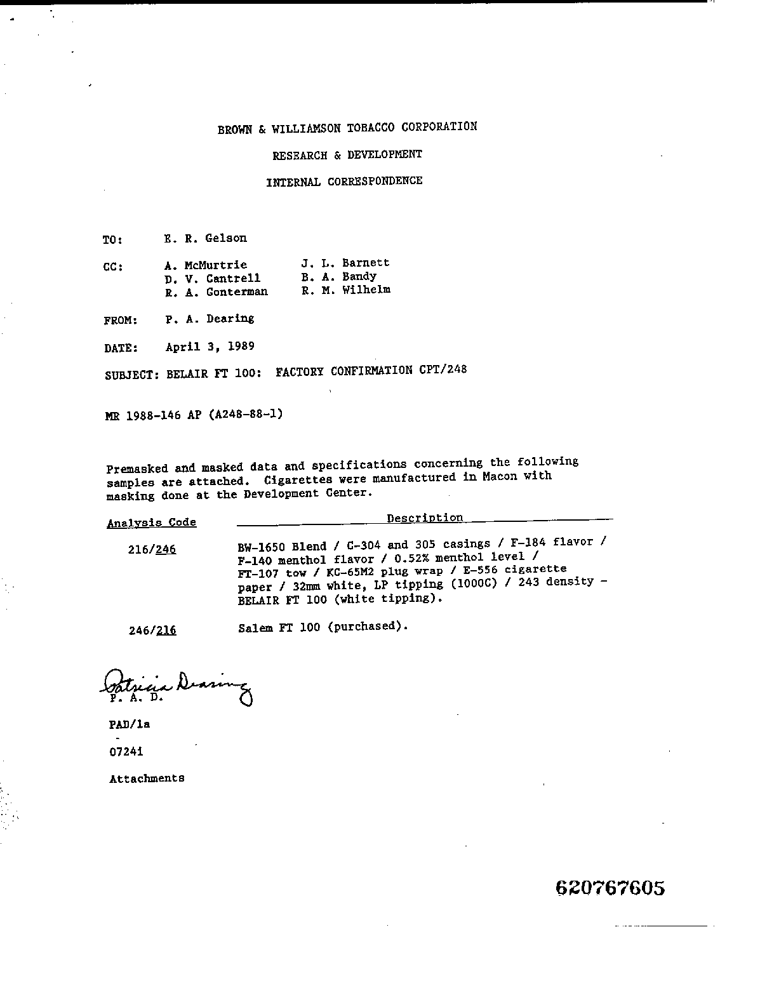 BROWN & WILLIAMSON TOBACCO CORPORATION
RESEARCH & DEVELOPMENT
INTERNAL CORRESPONDENCE
TO: E. R. Gelson
CC: A. McMurtrie J. L. Barnett
D. V. Cantrell B. A. Bandy
R. A. Gonterman R. M. Wilhelm
FROM: P. A. Dearing
DATE: April 3, 1989
SUBJECT: BELAIR FT 100: FACTORY CONFIRMATION CPT/248
MR 1988-146 AP (A248-88-1)
Premasked and masked data and specifications concerning the following
samples are attached. Cigarettes were manufactured in Macon with
masking done at the Development Center.
Analysis Code Description
216/246 BW-1650 Blend / C-304 and 305 casings / F-184 flavor /
F-140 menthol flavor / 0.52% menthol level /
FT-107 tow / KC-65M2 plug wrap / E-556 cigarette
paper / 32mm white, LP tipping (1000C) / 243 density -
BELAIR FT 100 (white tipping).
246/216 Salem FT 100 (purchased).
Patricia Dearing
P. A. D.
PAD/la
0724i
Attachments
620767605